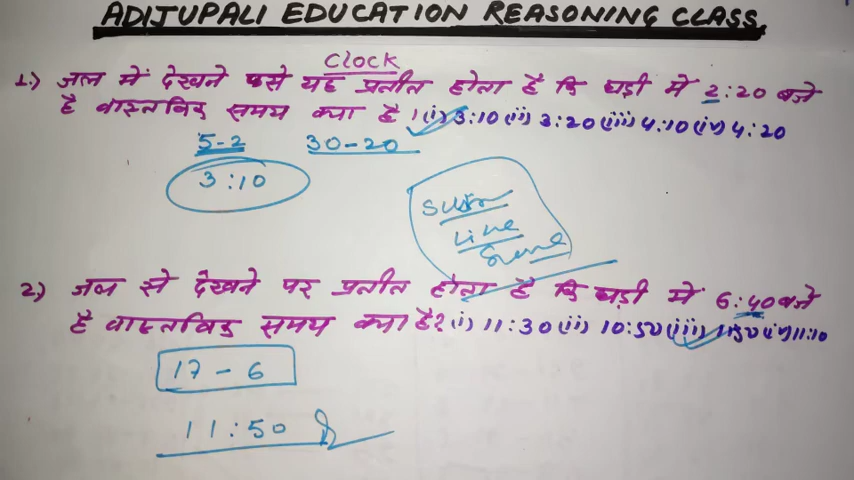 ADIJUPALI EDUCATION REASONING CLASS
Clock
1.) जल में देखने से यह प्रतीत होता है कि घड़ी में 2:20 बजे
है वास्तविक समय क्या है। (i) 3:10 (ii) 3:20 (iii) 4:10 (iv) 4:20
5-2 30-20
3:10
Line
2.) जल से देखने पर प्रतीत होता है कि घड़ी में 6:40 बजे
है वास्तविक समय क्या है? (i) 11:30 (ii) 10:50 (iii) 11:50 (iv) 11:10
17-6
11:50